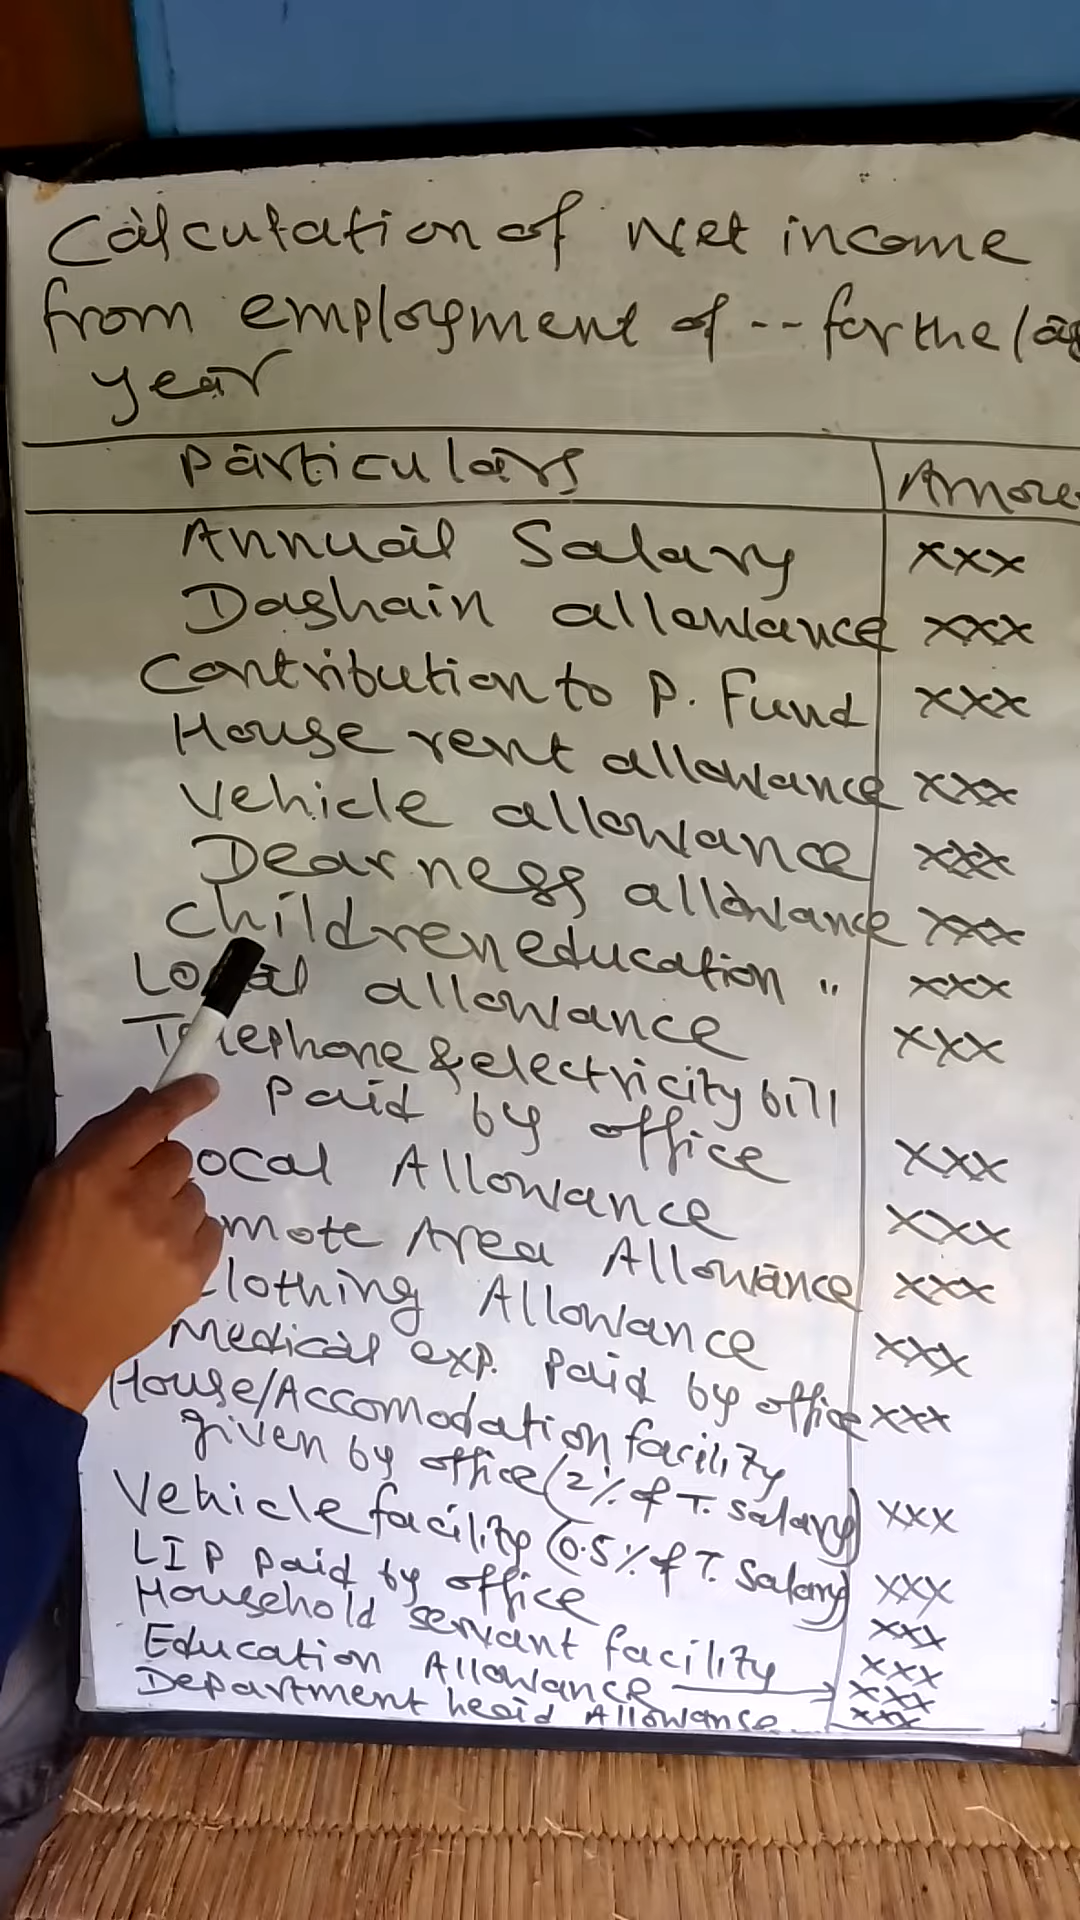 Calculation of Net income
from employment of -- for the
year
Particulars
Annual Salary xxx
Dashain allowance xxx
Contribution to P. Fund xxx
House rent allowance xxx
Vehicle allowance xxx
Dearness allowance xxx
Children education " xxx
Local allowance xxx
Telephone & electricity bill
Paid by office xxx
ocal Allowance xxx
mote Area Allowance xxx
lothing Allowance xxx
Medical exp. Paid by office xxx
House/Accomodation facility
given by office (2% of T. Salary) xxx
Vehicle facility (0.5% of T. Salary) xxx
LIP paid by office xxx
Household servant facility xxx
Education Allowance xxx
Department head Allowanse xxx